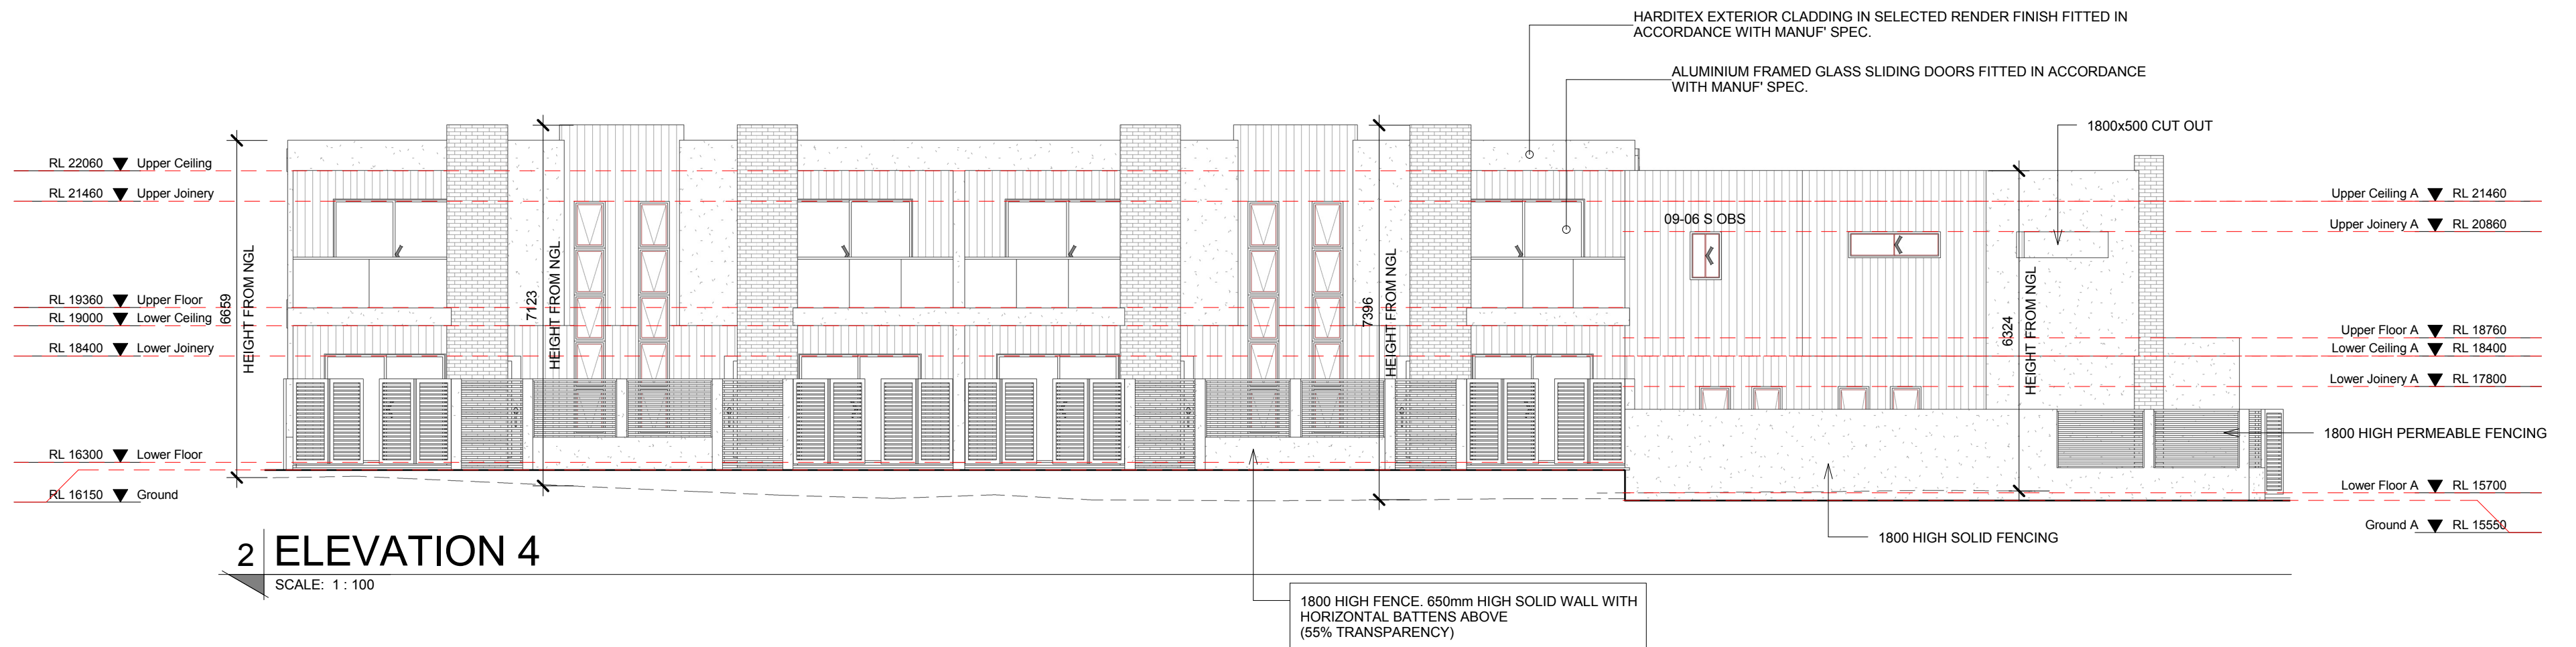 HARDITEX EXTERIOR CLADDING IN SELECTED RENDER FINISH FITTED IN
ACCORDANCE WITH MANUF' SPEC.
ALUMINIUM FRAMED GLASS SLIDING DOORS FITTED IN ACCORDANCE
WITH MANUF' SPEC.
1800x500 CUT OUT
RL 22060 Upper Ceiling
RL 21460 Upper Joinery
RL 19360 Upper Floor
RL 19000 Lower Ceiling
RL 18400 Lower Joinery
RL 16300 Lower Floor
RL 16150 Ground
6659
HEIGHT FROM NGL
7123
HEIGHT FROM NGL
7396
HEIGHT FROM NGL
09-06 S OBS
6324
HEIGHT FROM NGL
Upper Ceiling A RL 21460
Upper Joinery A RL 20860
Upper Floor A RL 18760
Lower Ceiling A RL 18400
Lower Joinery A RL 17800
1800 HIGH PERMEABLE FENCING
Lower Floor A RL 15700
Ground A RL 15550
1800 HIGH SOLID FENCING
2 ELEVATION 4
SCALE: 1 : 100
1800 HIGH FENCE. 650mm HIGH SOLID WALL WITH
HORIZONTAL BATTENS ABOVE
(55% TRANSPARENCY)